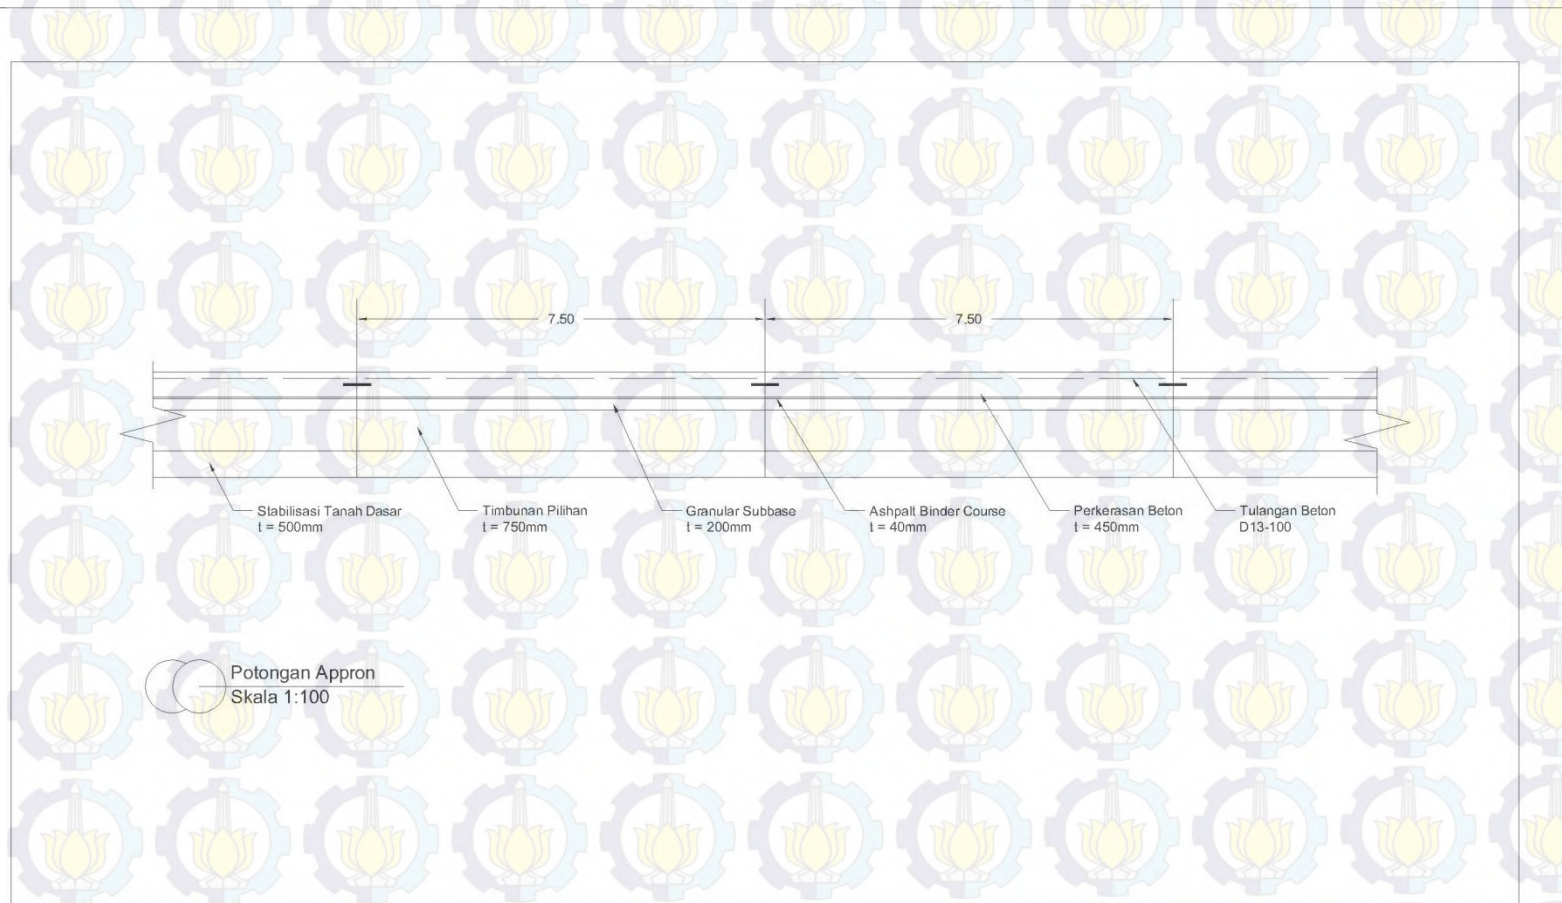 7.50
7.50
Stabilisasi Tanah Dasar
t = 500mm
Timbunan Pilihan
t = 750mm
Granular Subbase
t = 200mm
Ashpalt Binder Course
t = 40mm
Perkerasan Beton
t = 450mm
Tulangan Beton
D13-100
Potongan Appron
Skala 1:100